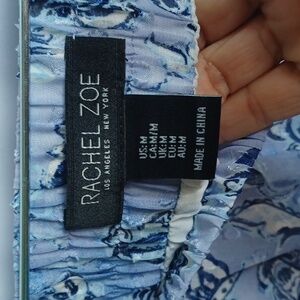 RACHEL ZOE
LOS ANGELES NEW YORK
US:M
CA:M/M
UK:M
EU:M
AU:M
MADE IN CHINA